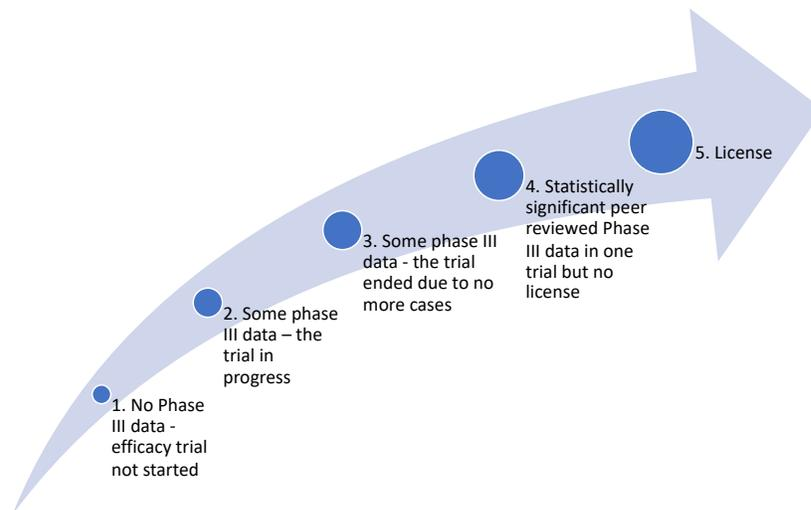 1. No Phase
III data -
efficacy trial
not started
2. Some phase
III data – the
trial in
progress
3. Some phase III
data - the trial
ended due to no
more cases
4. Statistically
significant peer
reviewed Phase
III data in one
trial but no
license
5. License